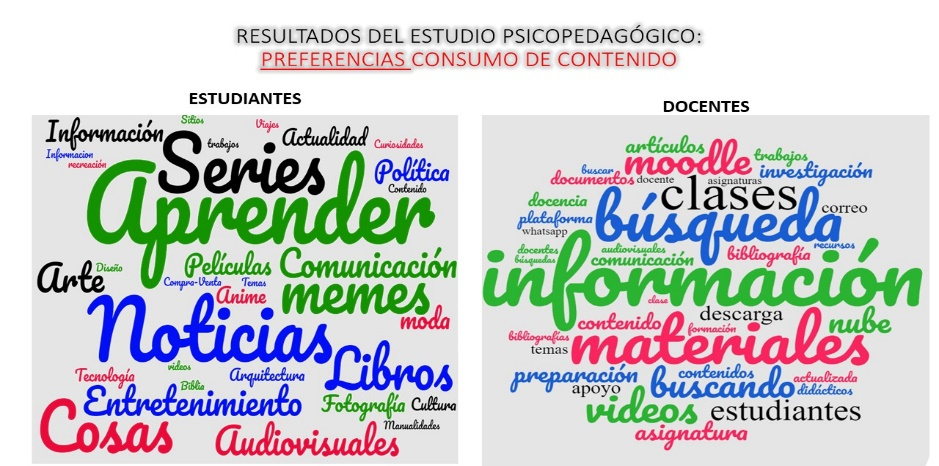 RESULTADOS DEL ESTUDIO PSICOPEDAGÓGICO:
PREFERENCIAS CONSUMO DE CONTENIDO
ESTUDIANTES
Información
Sitios
Viajes
trabajos
Actualidad
Curiosidades
Informacion
recreación
Series
Política
Contenido
Aprender
Arte
Diseño
Películas
Comunicación
Compra-Venta
Temas
Anime
memes
moda
Noticias
Libros
videos
Tecnología
Biblia
Arquitectura
Entretenimiento
Fotografía
Cultura
Manualidades
Cosas
Audiovisuales
DOCENTES
artículos
moodle
trabajos
buscar
documentos
docente
asignaturas
investigación
clases
docencia
correo
plataforma
búsqueda
whatsapp
recursos
docentes
audiovisuales
búsquedas
comunicación
bibliografía
información
clase
descarga
contenido
formación
nube
bibliografías
temas
materiales
preparación
contenidos
actualizada
apoyo
buscando
didácticos
videos
estudiantes
asignatura